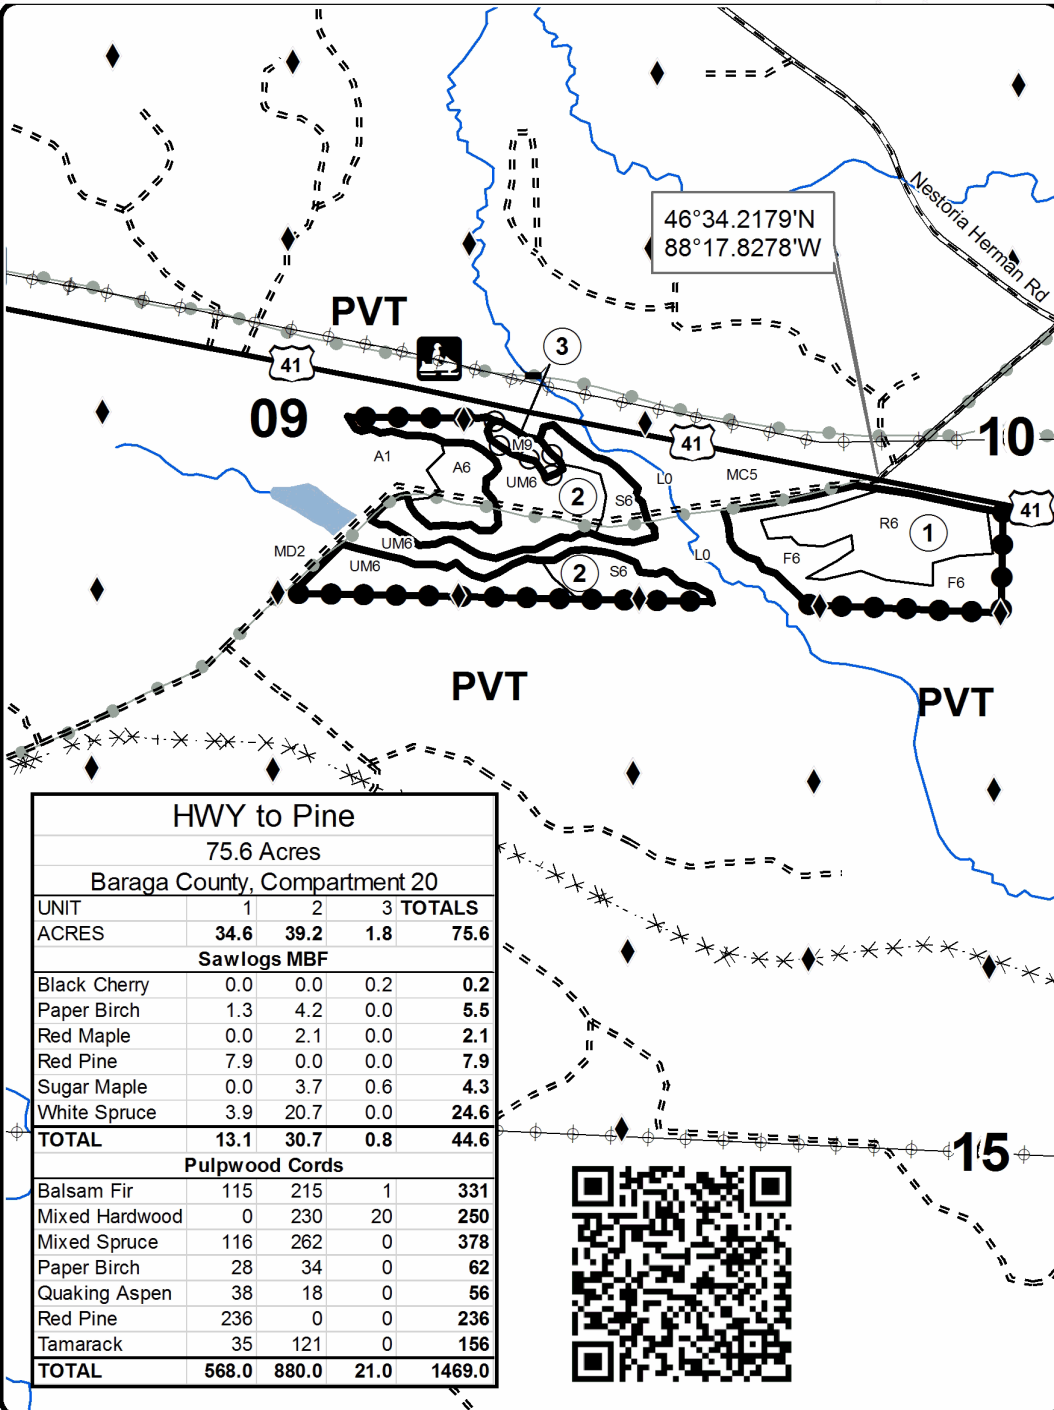 Nestoria Herman Rd
46°34.2179'N
88°17.8278'W
PVT
41
3
09
10
41
M9
A1
A6
UM6
2
S6
L0
MC5
41
R6
1
MD2
UM6
UM6
2
S6
L0
F6
F6
PVT
PVT
HWY to Pine
75.6 Acres
Baraga County, Compartment 20
UNIT 1 2 3 TOTALS
ACRES 34.6 39.2 1.8 75.6
Sawlogs MBF
Black Cherry 0.0 0.0 0.2 0.2
Paper Birch 1.3 4.2 0.0 5.5
Red Maple 0.0 2.1 0.0 2.1
Red Pine 7.9 0.0 0.0 7.9
Sugar Maple 0.0 3.7 0.6 4.3
White Spruce 3.9 20.7 0.0 24.6
TOTAL 13.1 30.7 0.8 44.6
Pulpwood Cords
Balsam Fir 115 215 1 331
Mixed Hardwood 0 230 20 250
Mixed Spruce 116 262 0 378
Paper Birch 28 34 0 62
Quaking Aspen 38 18 0 56
Red Pine 236 0 0 236
Tamarack 35 121 0 156
TOTAL 568.0 880.0 21.0 1469.0
15